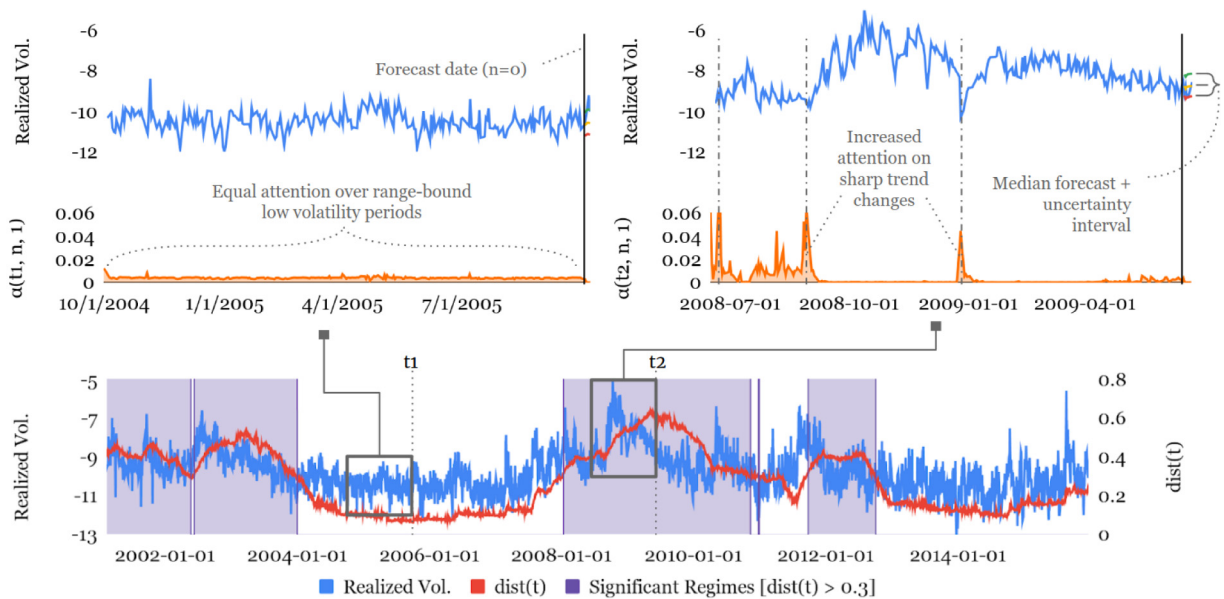 Realized Vol.
-6
-8
-10
-12
Forecast date (n=0)
Equal attention over range-bound
low volatility periods
α(t1, n, 1)
0.06
0.04
0.02
0
10/1/2004 1/1/2005 4/1/2005 7/1/2005
Realized Vol.
-6
-8
-10
-12
Increased
attention on
sharp trend
changes
Median forecast +
uncertainty
interval
α(t2, n, 1)
0.06
0.04
0.02
0
2008-07-01 2008-10-01 2009-01-01 2009-04-01
t1 t2
Realized Vol.
-5
-7
-9
-11
-13
0.8
0.6
0.4
0.2
0
dist(t)
2002-01-01 2004-01-01 2006-01-01 2008-01-01 2010-01-01 2012-01-01 2014-01-01
Realized Vol. dist(t) Significant Regimes [dist(t) > 0.3]